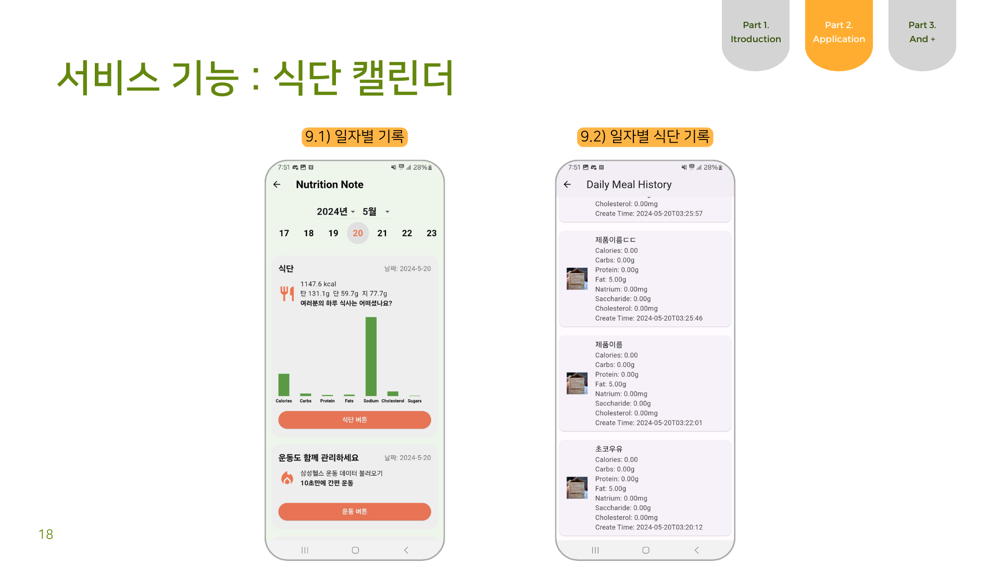 Part 1.
Itroduction
Part 2.
Application
Part 3.
And +
서비스 기능 : 식단 캘린더
9.1) 일자별 기록
7:51
28%
Nutrition Note
2024년 5월
17 18 19 20 21 22 23
식단 날짜: 2024-5-20
1147.6 kcal
탄 131.1g 단 59.7g 지 77.7g
여러분의 하루 식사는 어떠셨나요?
Calories Carbs Protein Fats Sodium Cholesterol Sugars
식단 버튼
운동도 함께 관리하세요 날짜: 2024-5-20
삼성헬스 운동 데이터 불러오기
10초만에 간편 운동
운동 버튼
9.2) 일자별 식단 기록
7:51
28%
Daily Meal History
Cholesterol: 0.00mg
Create Time: 2024-05-20T03:25:57
제품이름ㄷㄷ
Calories: 0.00
Carbs: 0.00g
Protein: 0.00g
Fat: 5.00g
Natrium: 0.00mg
Saccharide: 0.00g
Cholesterol: 0.00mg
Create Time: 2024-05-20T03:25:46
제품이름
Calories: 0.00
Carbs: 0.00g
Protein: 0.00g
Fat: 5.00g
Natrium: 0.00mg
Saccharide: 0.00g
Cholesterol: 0.00mg
Create Time: 2024-05-20T03:22:01
초코우유
Calories: 0.00
Carbs: 0.00g
Protein: 0.00g
Fat: 5.00g
Natrium: 0.00mg
Saccharide: 0.00g
Cholesterol: 0.00mg
Create Time: 2024-05-20T03:20:12
18